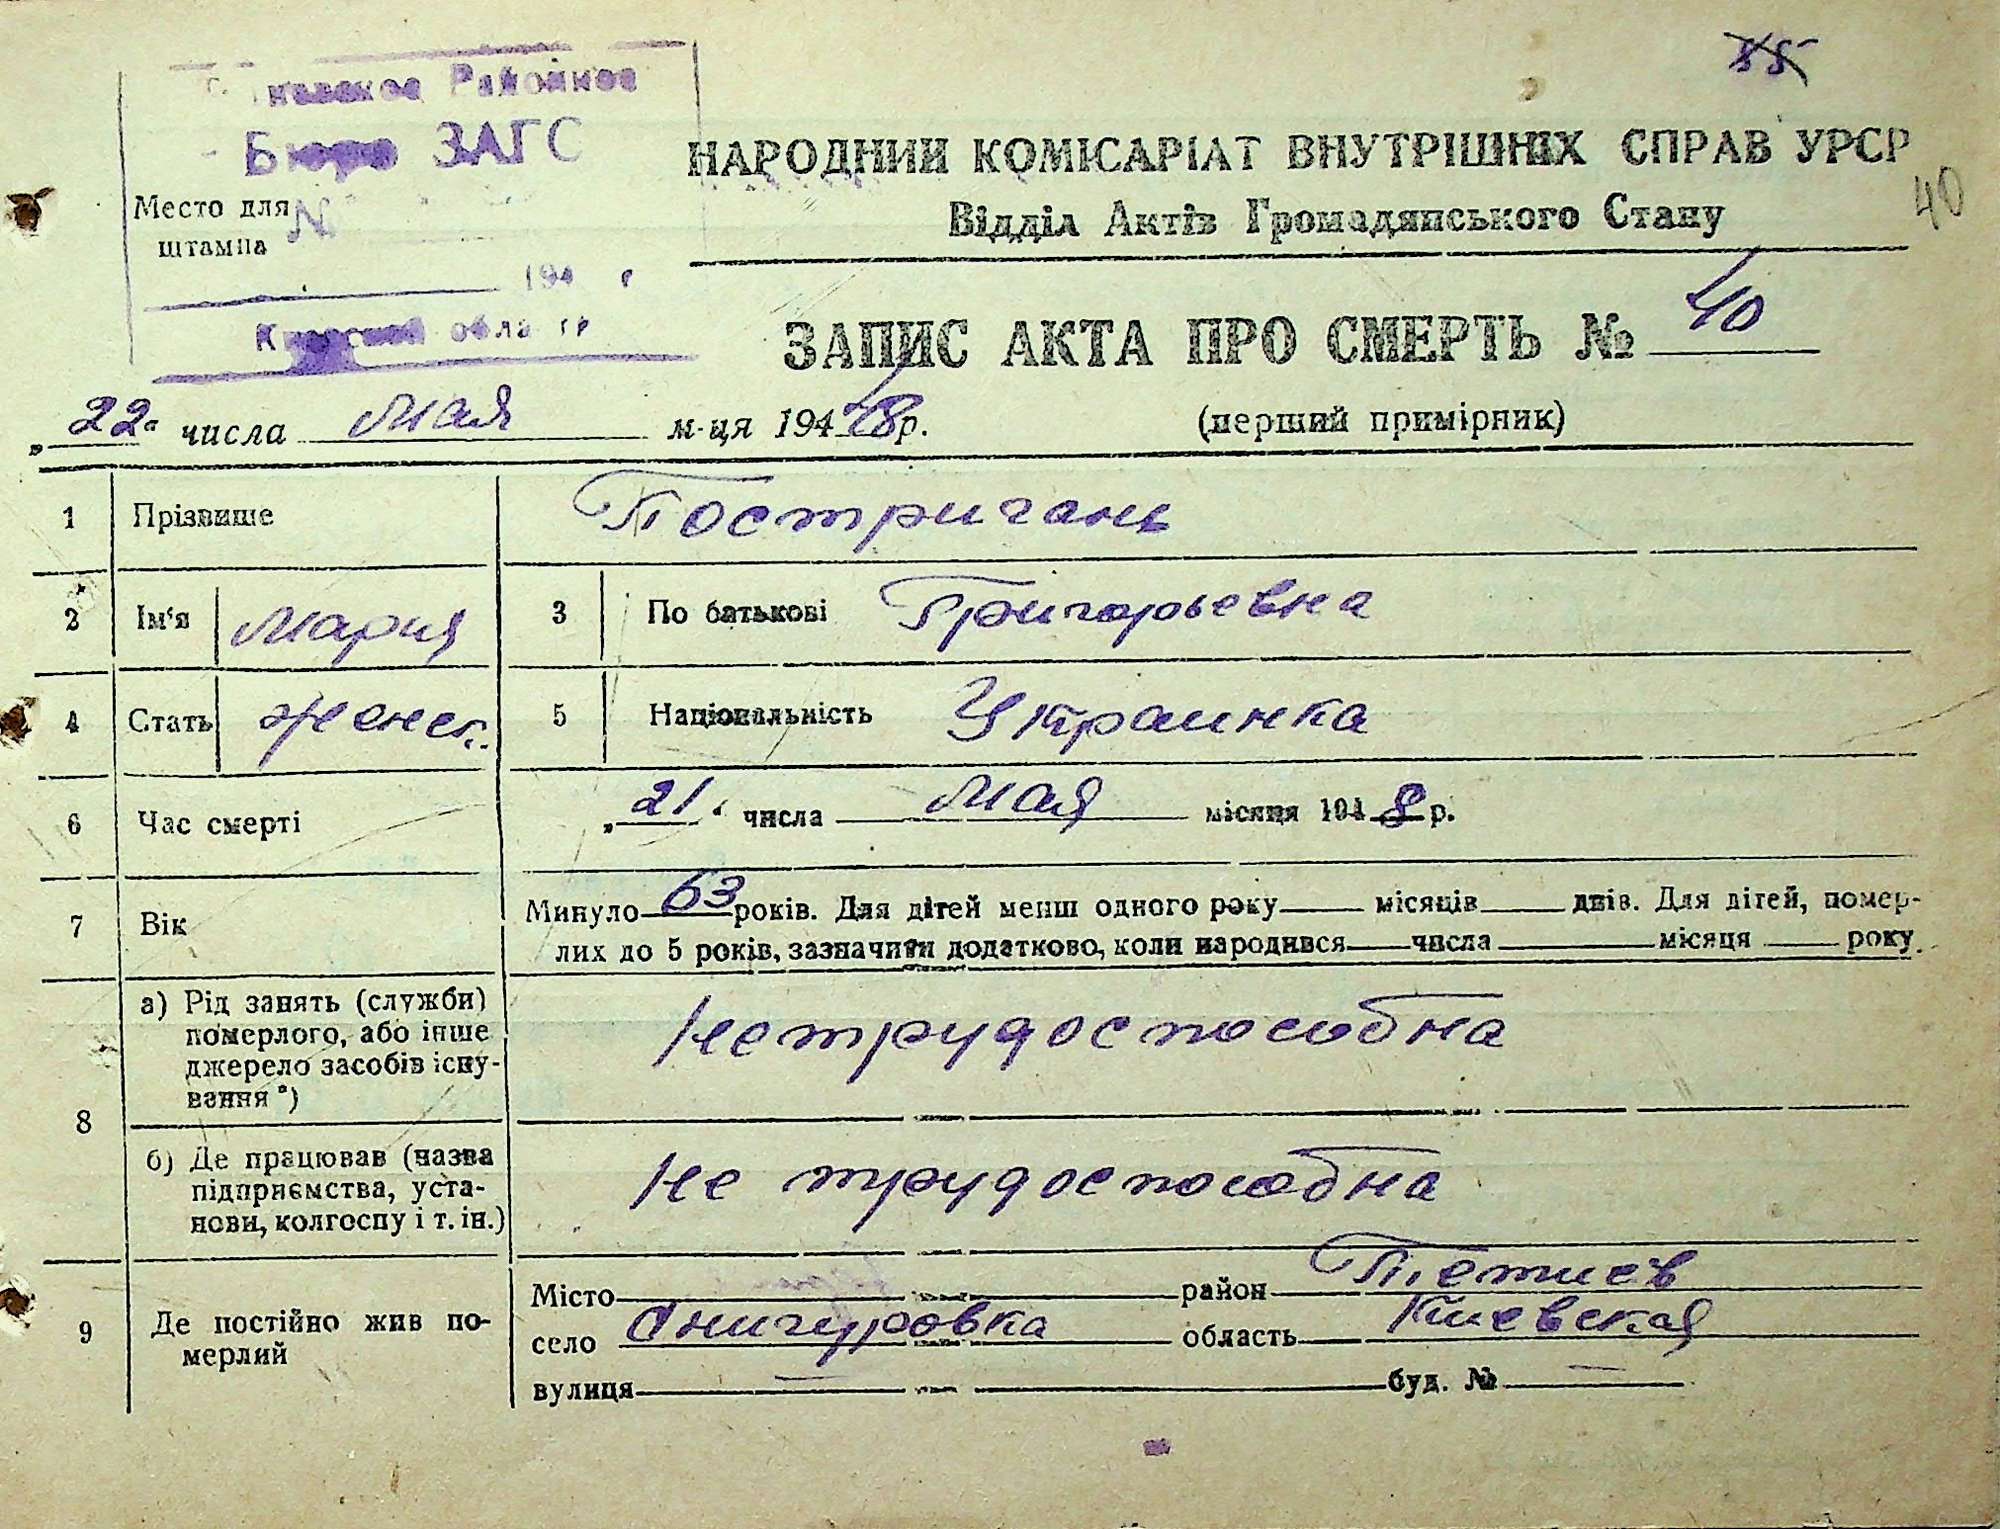 Районное
Бюро ЗАГС
Место для
штампа
№
194 г
Киевской области
55
40
НАРОДНИЙ КОМІСАРІАТ ВНУТРІШНІХ СПРАВ УРСР
Відділ Актів Громадянського Стану
ЗАПИС АКТА ПРО СМЕРТЬ № 40
„22“ числа Мая м-ця 1948 р.
(перший примірник)
1 Прізвище Постригань
2 Ім‘я Мария 3 По батькові Григорьевна
4 Стать женск. 5 Національність Украинка
6 Час смерті „21“ числа Мая місяця 1948 р.
7 Вік Минуло 63 років. Для дітей менш одного року місяців днів. Для дітей, помер-
лих до 5 років, зазначити додатково, коли народився числа місяця року
8 а) Рід занять (служби)
померлого, або інше
джерело засобів існу-
вання*)
Нетрудоспособна
б) Де працював (назва
підприємства, уста-
нови, колгоспу і т. ін.)
Не трудоспособна
9 Де постійно жив по-
мерлий
Місто район Тетиев
село Снигуровка область Киевская
вулиця — буд. № —